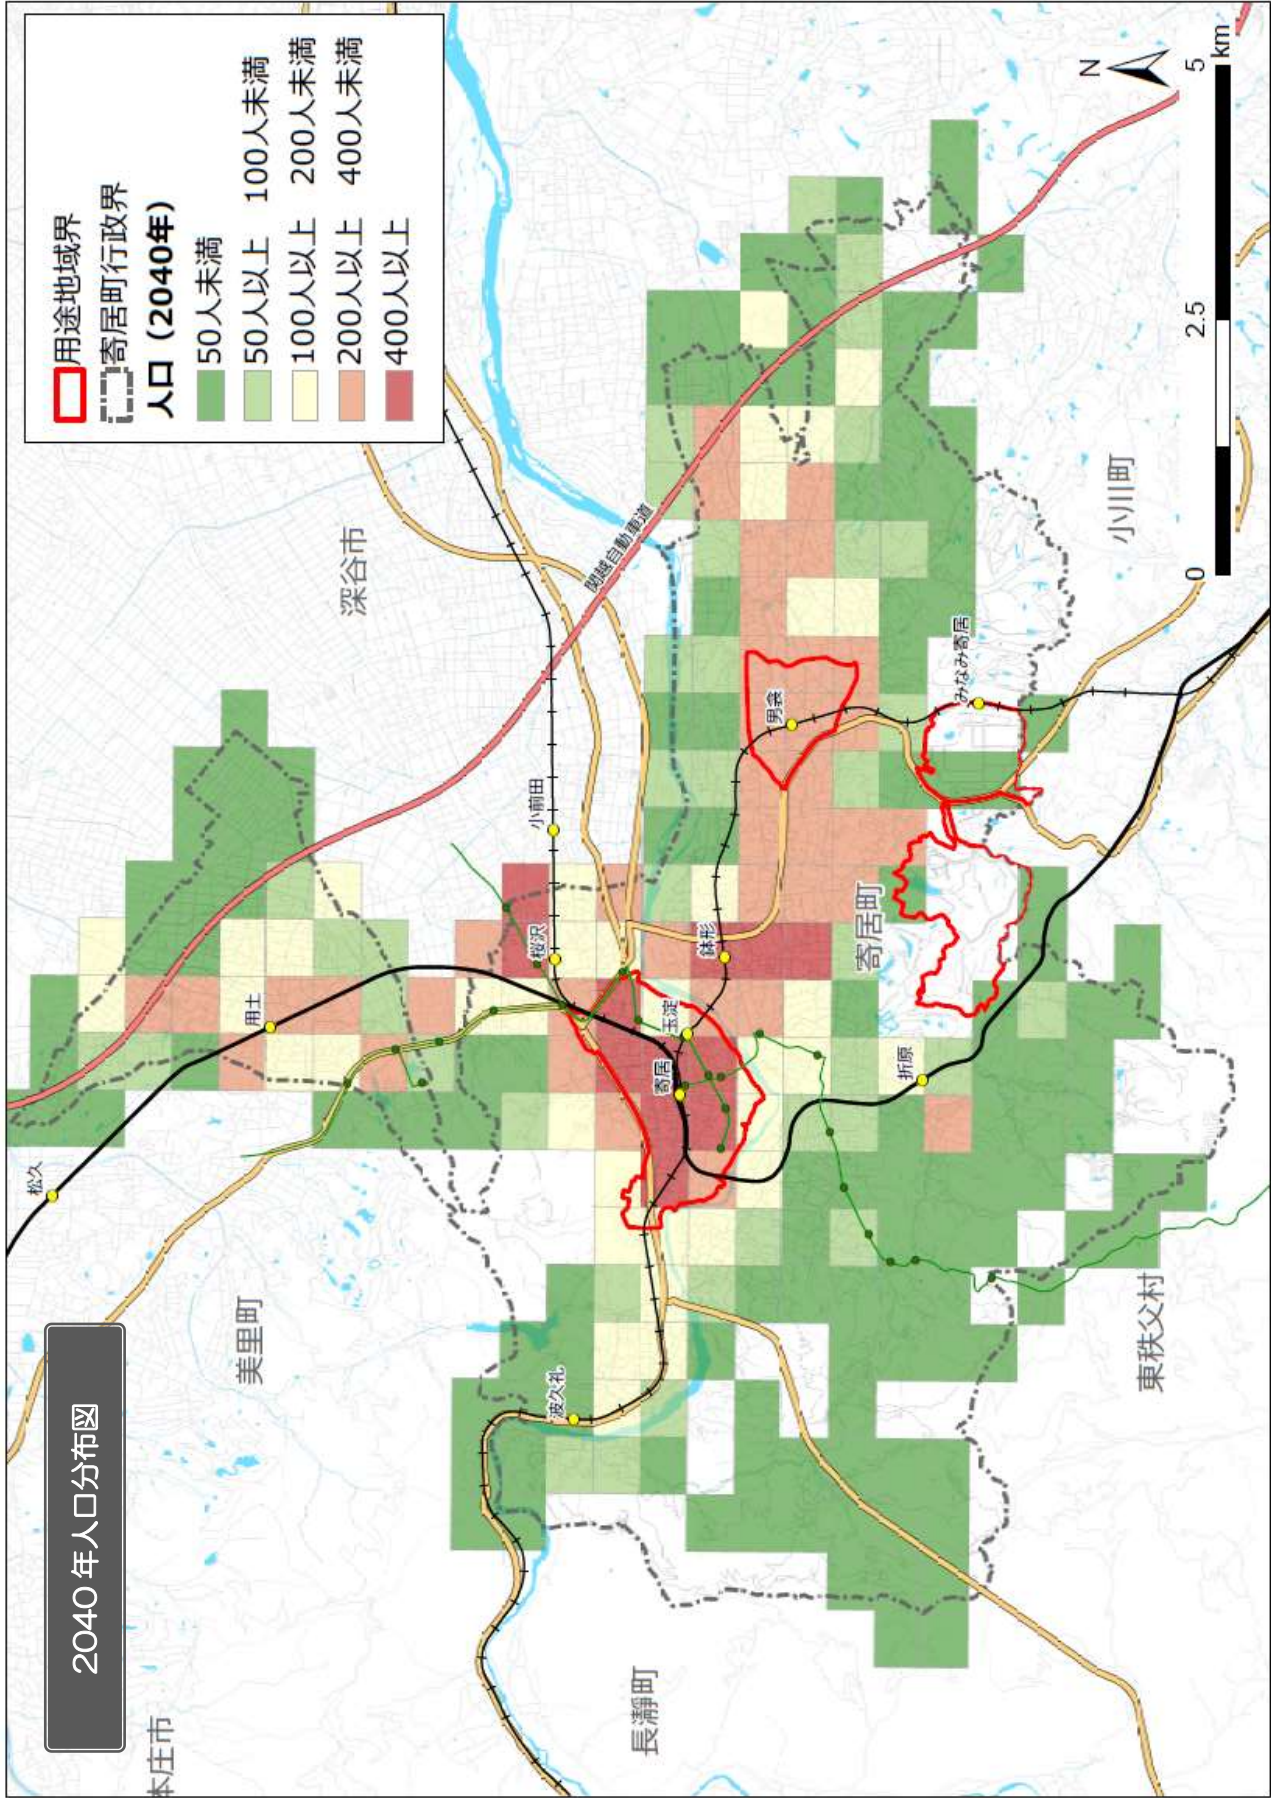 2040年人口分布図
用途地域界
寄居町行政界
人口（2040年）
50人未満
50人以上 100人未満
100人以上 200人未満
200人以上 400人未満
400人以上
本庄市
美里町
深谷市
長瀞町
東秩父村
小川町
寄居町
関越自動車道
松久
用土
小前田
桜沢
波久礼
寄居
玉淀
鉢形
男衾
折原
みなみ寄居
N
0 2.5 5
km